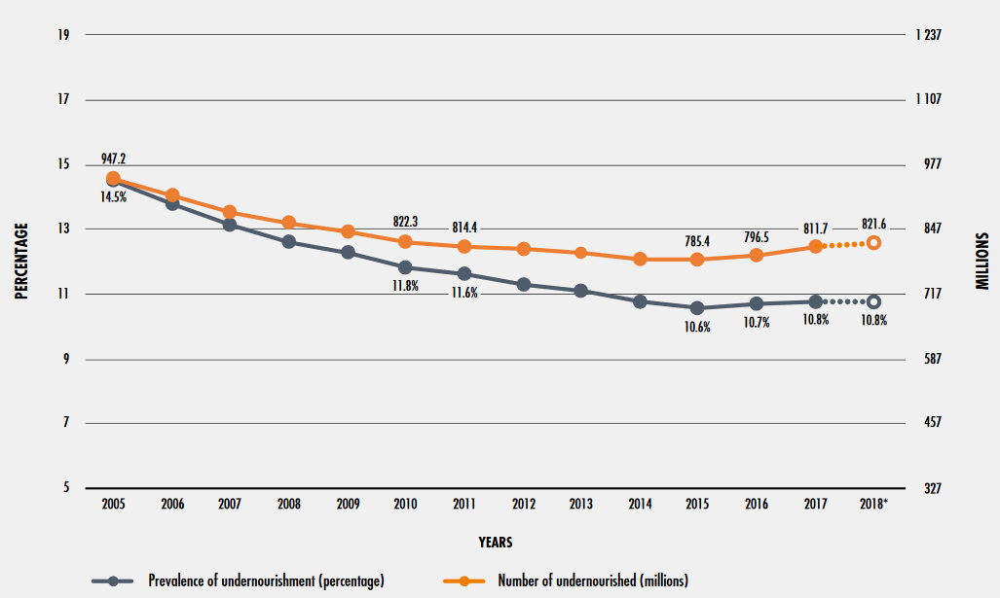 19 1 237
17 1 107
15 977
947.2
14.5%
13 847
822.3 814.4 785.4 796.5 811.7 821.6
11.8% 11.6% 10.6% 10.7% 10.8% 10.8%
11 717
9 587
7 457
5 327
PERCENTAGE
MILLIONS
2005 2006 2007 2008 2009 2010 2011 2012 2013 2014 2015 2016 2017 2018*
YEARS
Prevalence of undernourishment (percentage) Number of undernourished (millions)